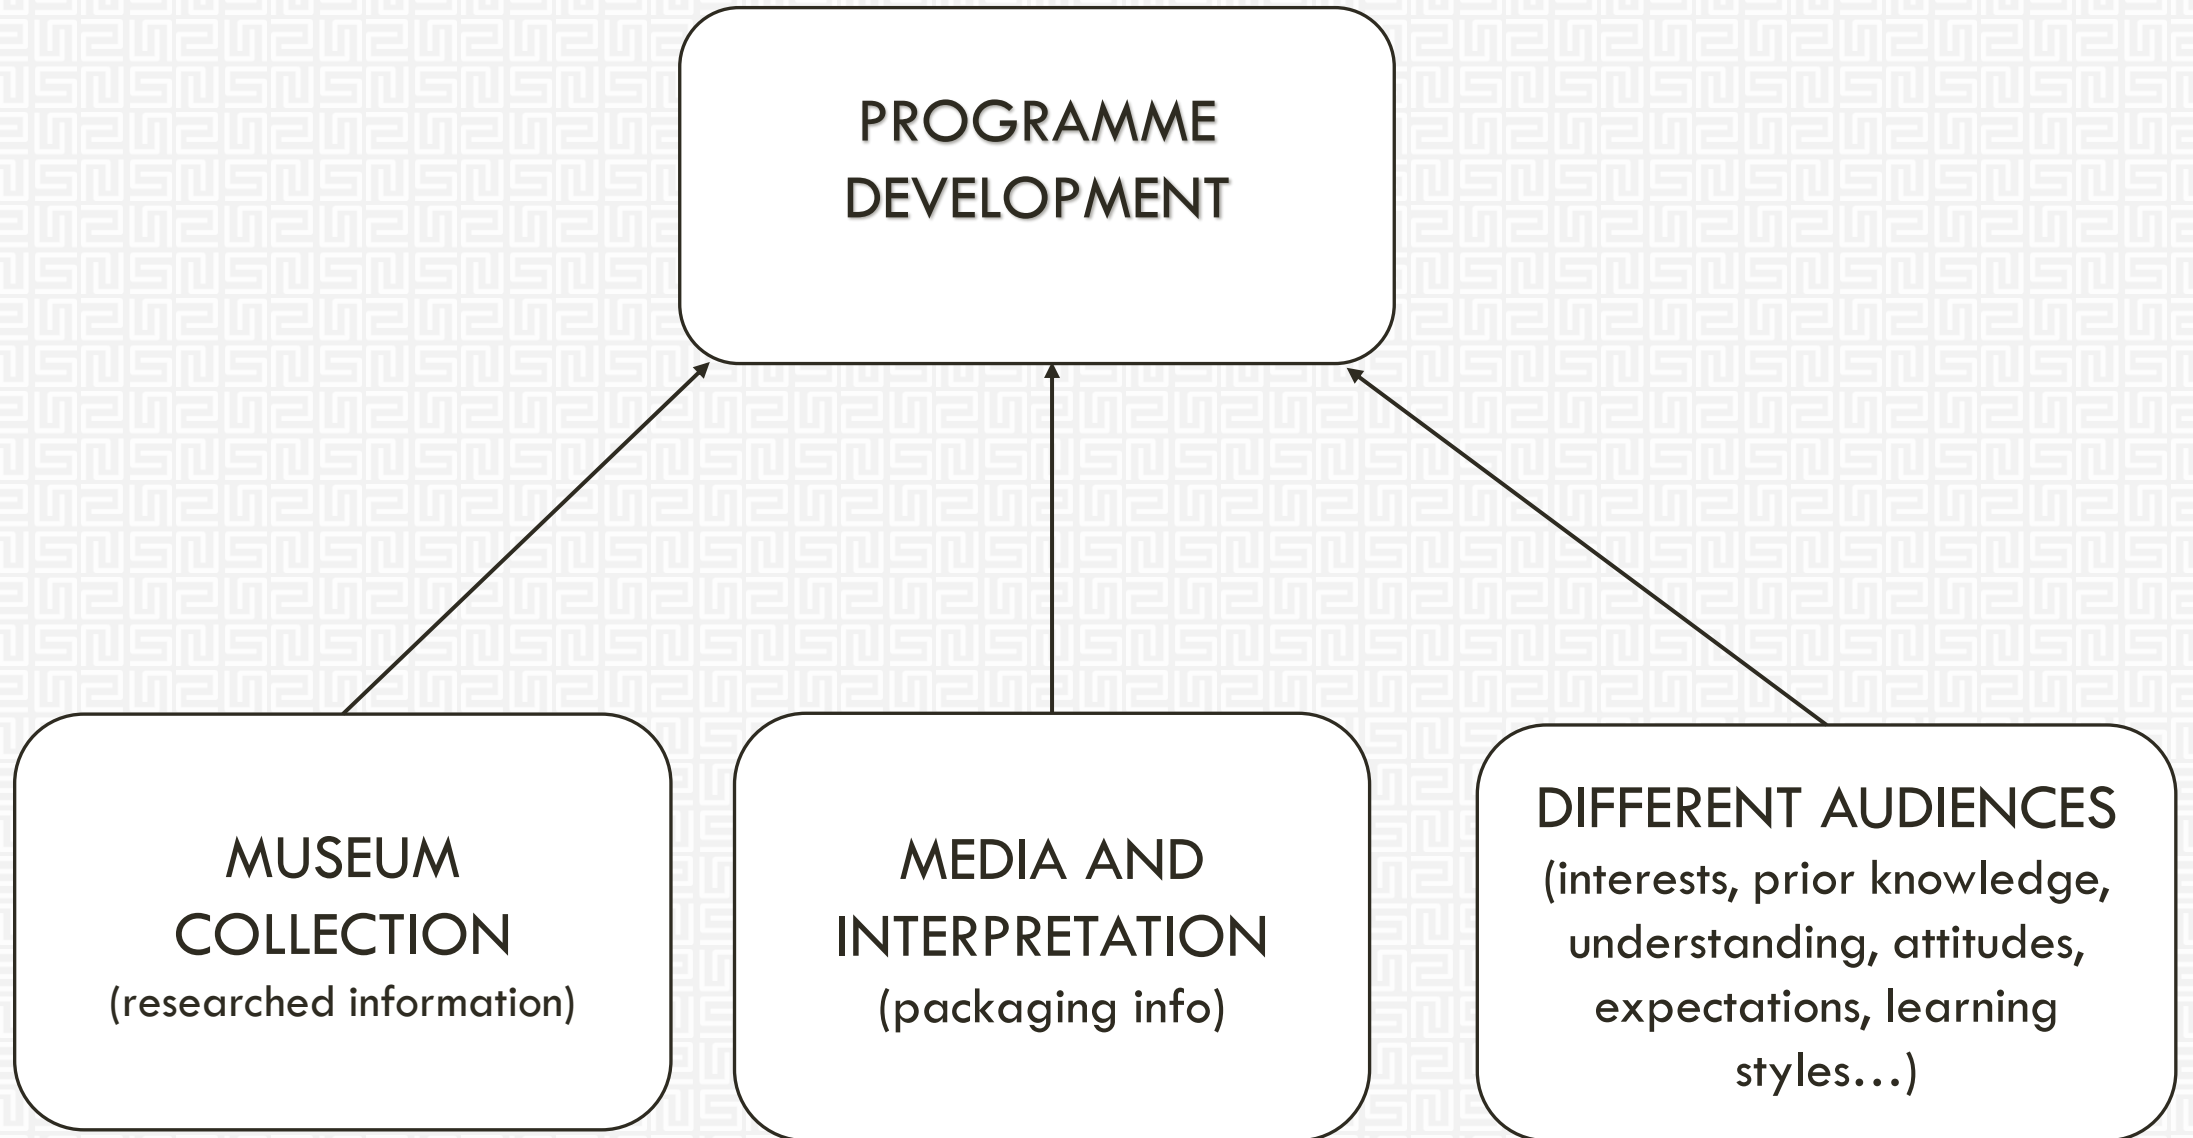 PROGRAMME
DEVELOPMENT
MUSEUM
COLLECTION
(researched information)
MEDIA AND
INTERPRETATION
(packaging info)
DIFFERENT AUDIENCES
(interests, prior knowledge,
understanding, attitudes,
expectations, learning
styles…)